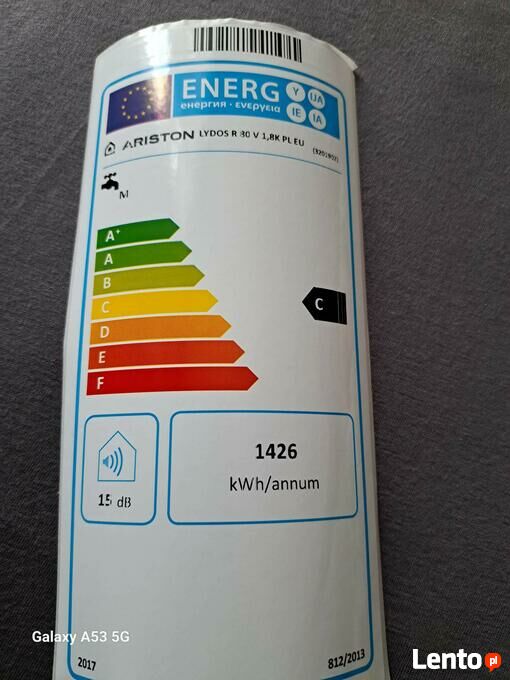 ENERG
енергия · ενεργεια
Y IJA
IE IA
ARISTON LYDOS R 80 V 1,8K PL EU
M
A+
A
B
C
D
E
F
C
15 dB
1426
kWh/annum
2017
812/2013
Galaxy A53 5G
Lento.pl